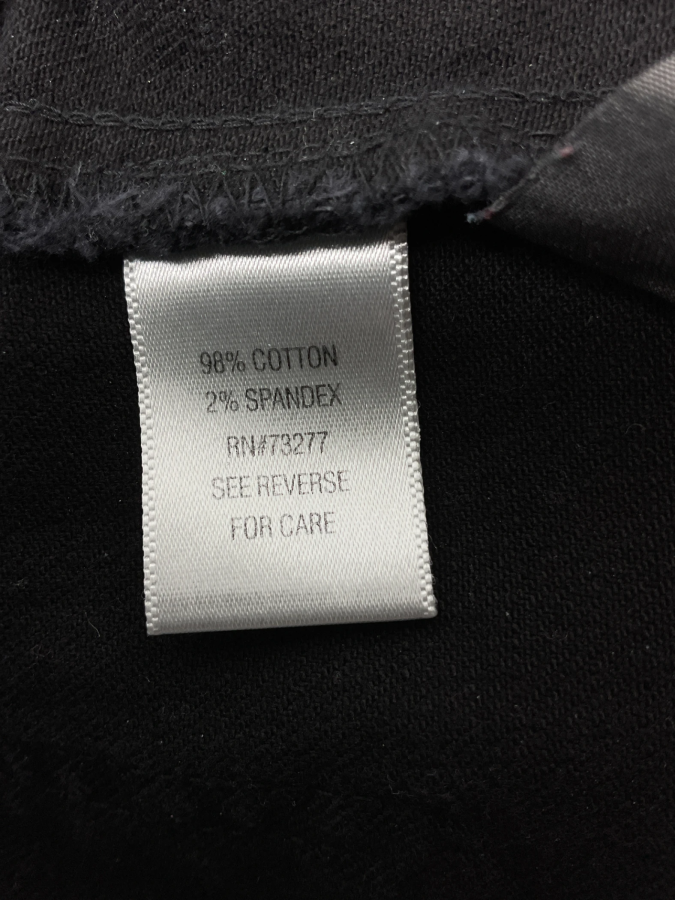 98% COTTON
2% SPANDEX
RN#73277
SEE REVERSE
FOR CARE